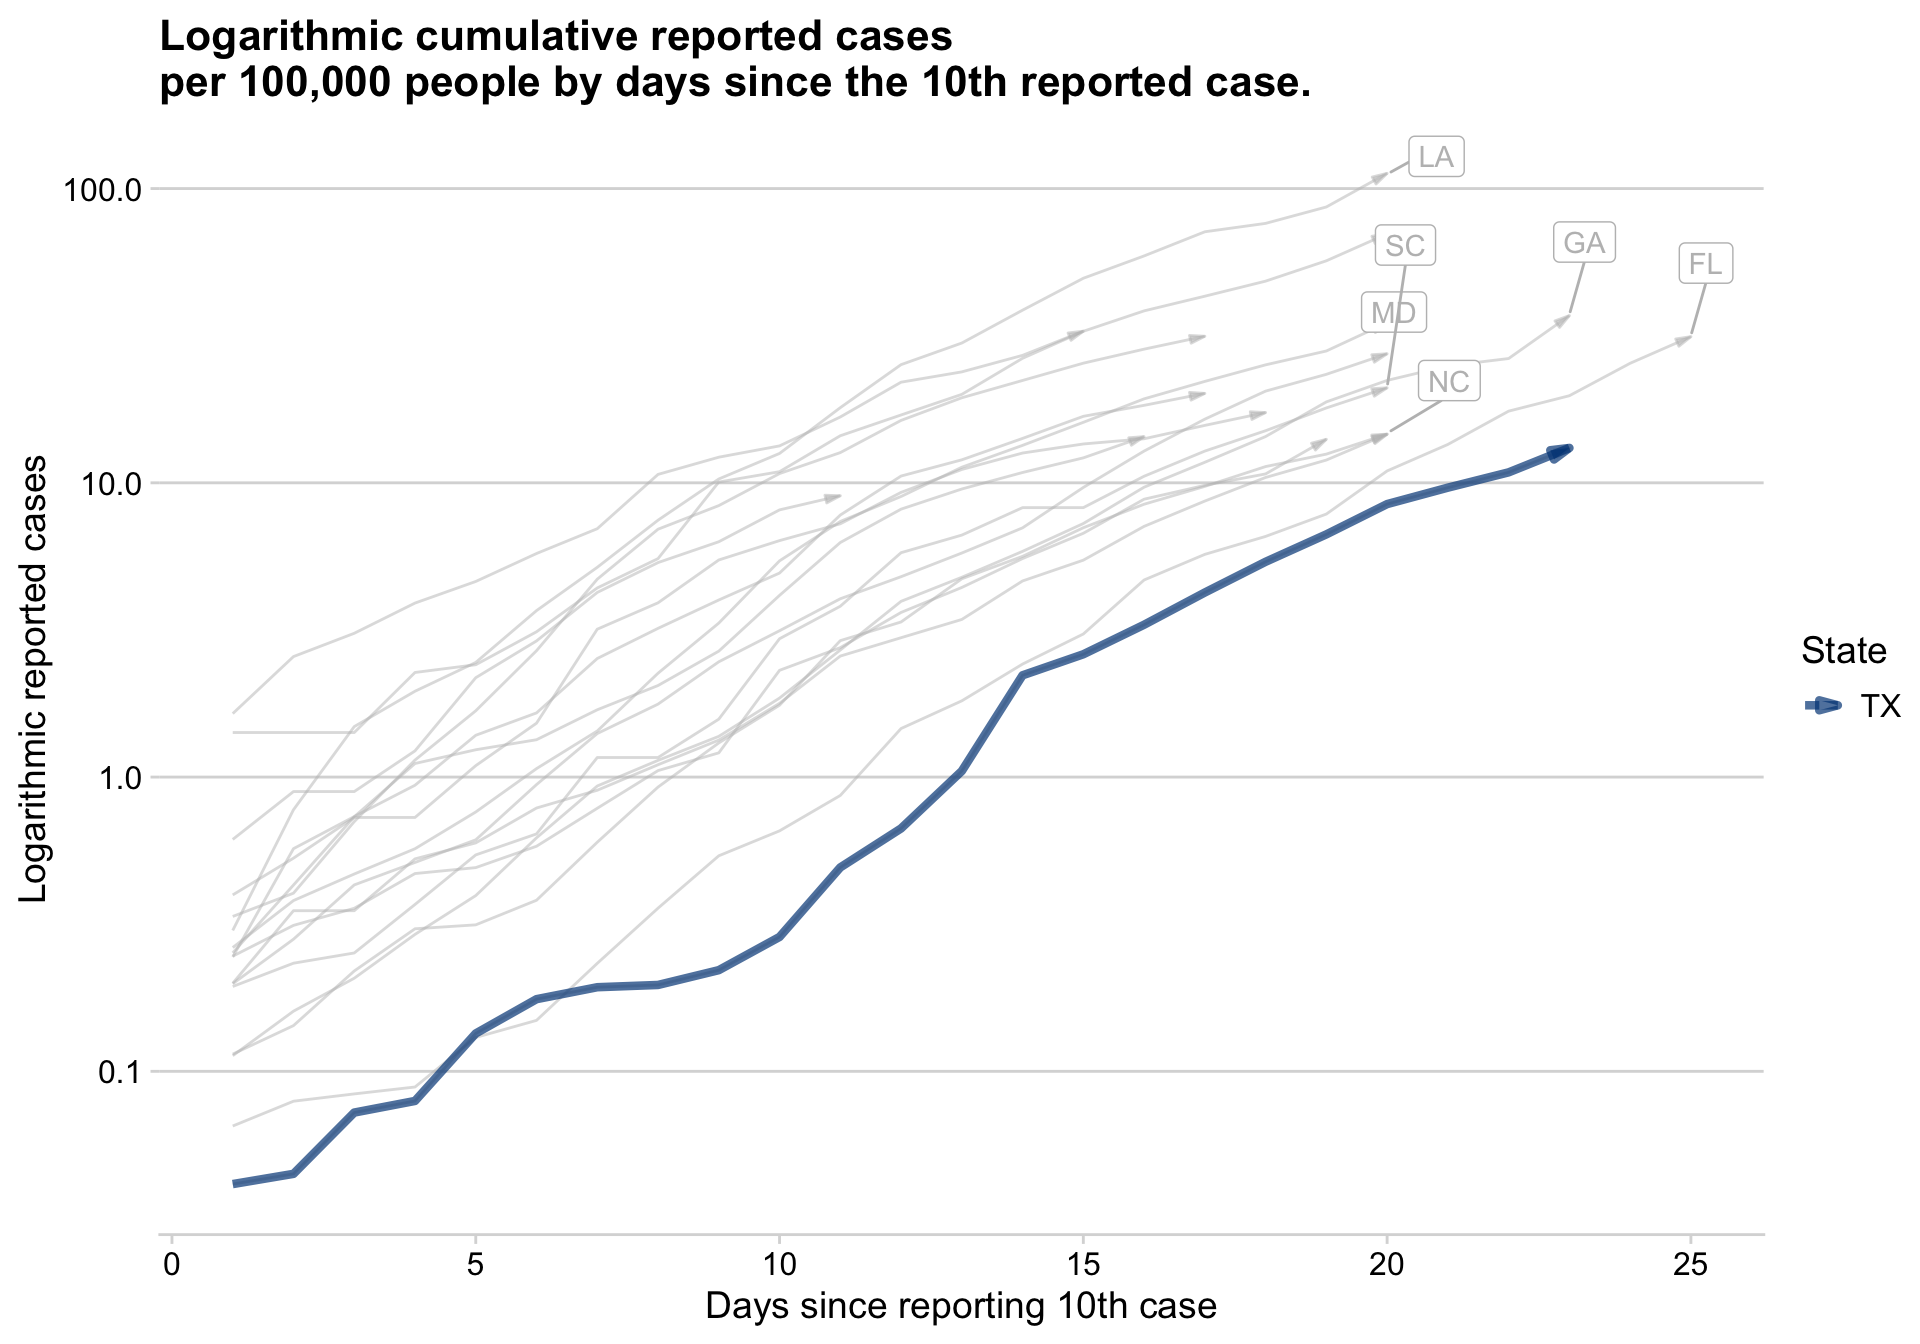 Logarithmic cumulative reported cases
per 100,000 people by days since the 10th reported case.
100.0
10.0
1.0
0.1
Logarithmic reported cases
LA
SC
GA
FL
MD
NC
State
TX
0
5
10
15
20
25
Days since reporting 10th case